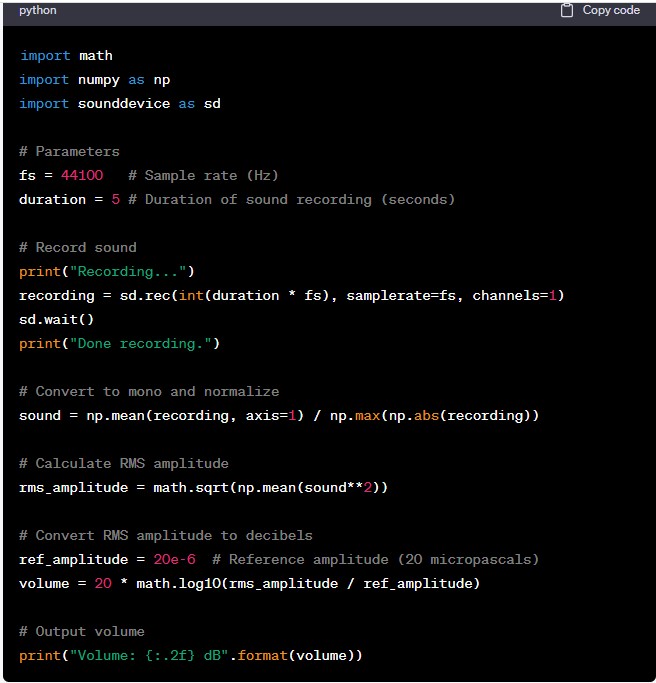 python Copy code
import math
import numpy as np
import sounddevice as sd
# Parameters
fs = 44100   # Sample rate (Hz)
duration = 5 # Duration of sound recording (seconds)
# Record sound
print("Recording...")
recording = sd.rec(int(duration * fs), samplerate=fs, channels=1)
sd.wait()
print("Done recording.")
# Convert to mono and normalize
sound = np.mean(recording, axis=1) / np.max(np.abs(recording))
# Calculate RMS amplitude
rms_amplitude = math.sqrt(np.mean(sound**2))
# Convert RMS amplitude to decibels
ref_amplitude = 20e-6  # Reference amplitude (20 micropascals)
volume = 20 * math.log10(rms_amplitude / ref_amplitude)
# Output volume
print("Volume: {:.2f} dB".format(volume))